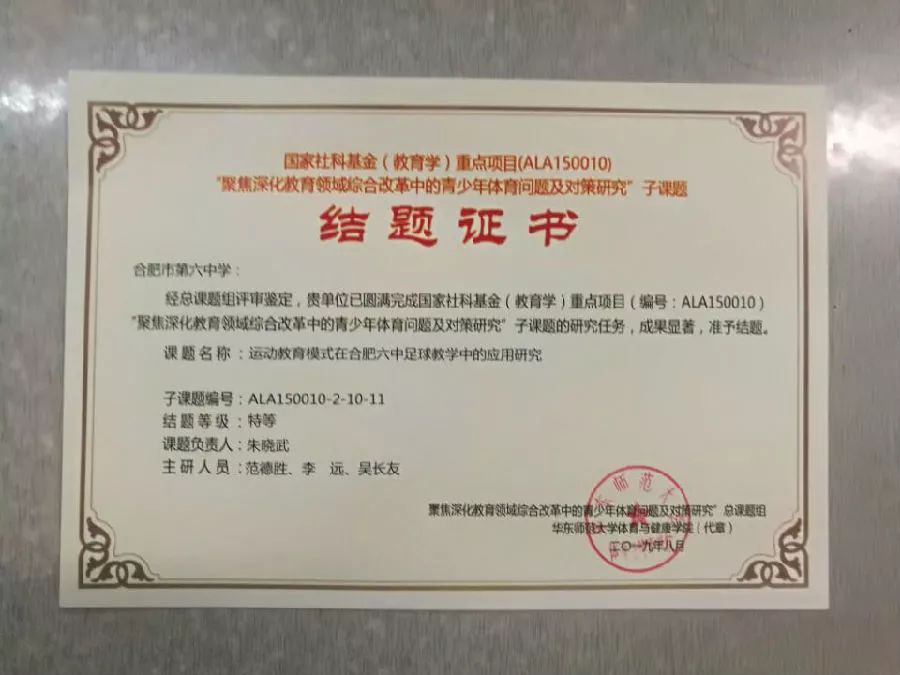 国家社科基金（教育学）重点项目(ALA150010)
“聚焦深化教育领域综合改革中的青少年体育问题及对策研究”子课题
结题证书
合肥市第六中学：
经总课题组评审鉴定，贵单位已圆满完成国家社科基金（教育学）重点项目（编号：ALA150010）
“聚焦深化教育领域综合改革中的青少年体育问题及对策研究”子课题的研究任务，成果显著，准予结题。
课题名称：运动教育模式在合肥六中足球教学中的应用研究
子课题编号：ALA150010-2-10-11
结题等级：特等
课题负责人：朱晓武
主研人员：范德胜、李　远、吴长友
聚焦深化教育领域综合改革中的青少年体育问题及对策研究”总课题组
华东师范大学体育与健康学院（代章）
二〇一九年八月